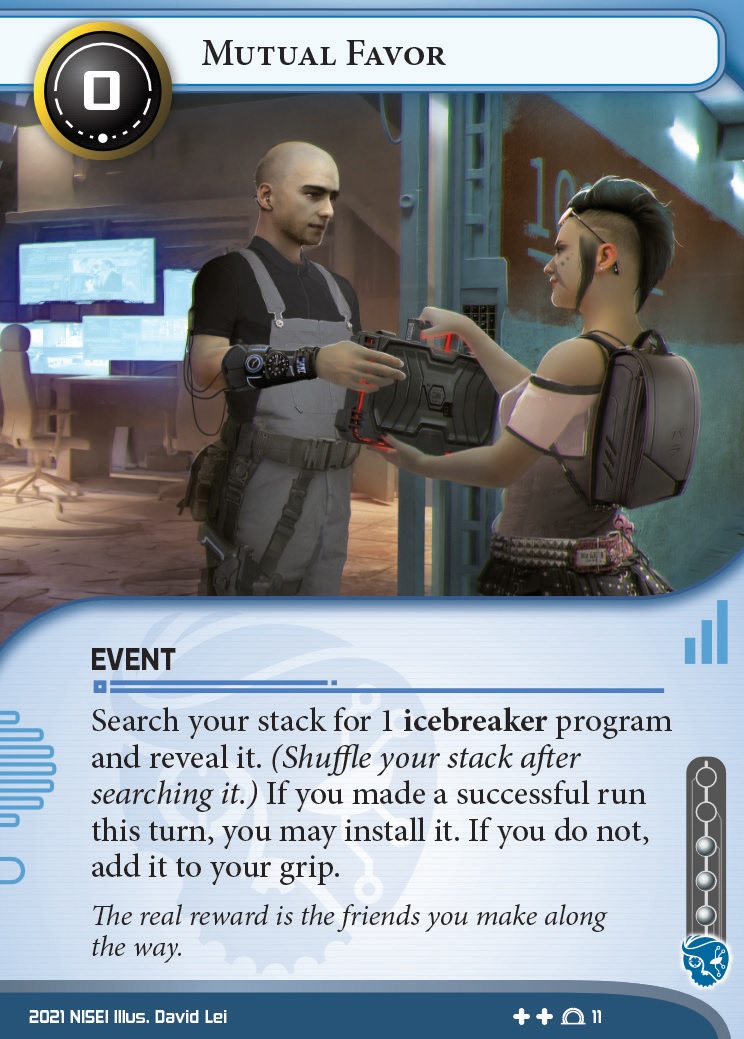 Mutual Favor
0
10
EVENT
Search your stack for 1 icebreaker program
and reveal it. (Shuffle your stack after
searching it.) If you made a successful run
this turn, you may install it. If you do not,
add it to your grip.
The real reward is the friends you make along
the way.
2021 NISEI Illus. David Lei
11